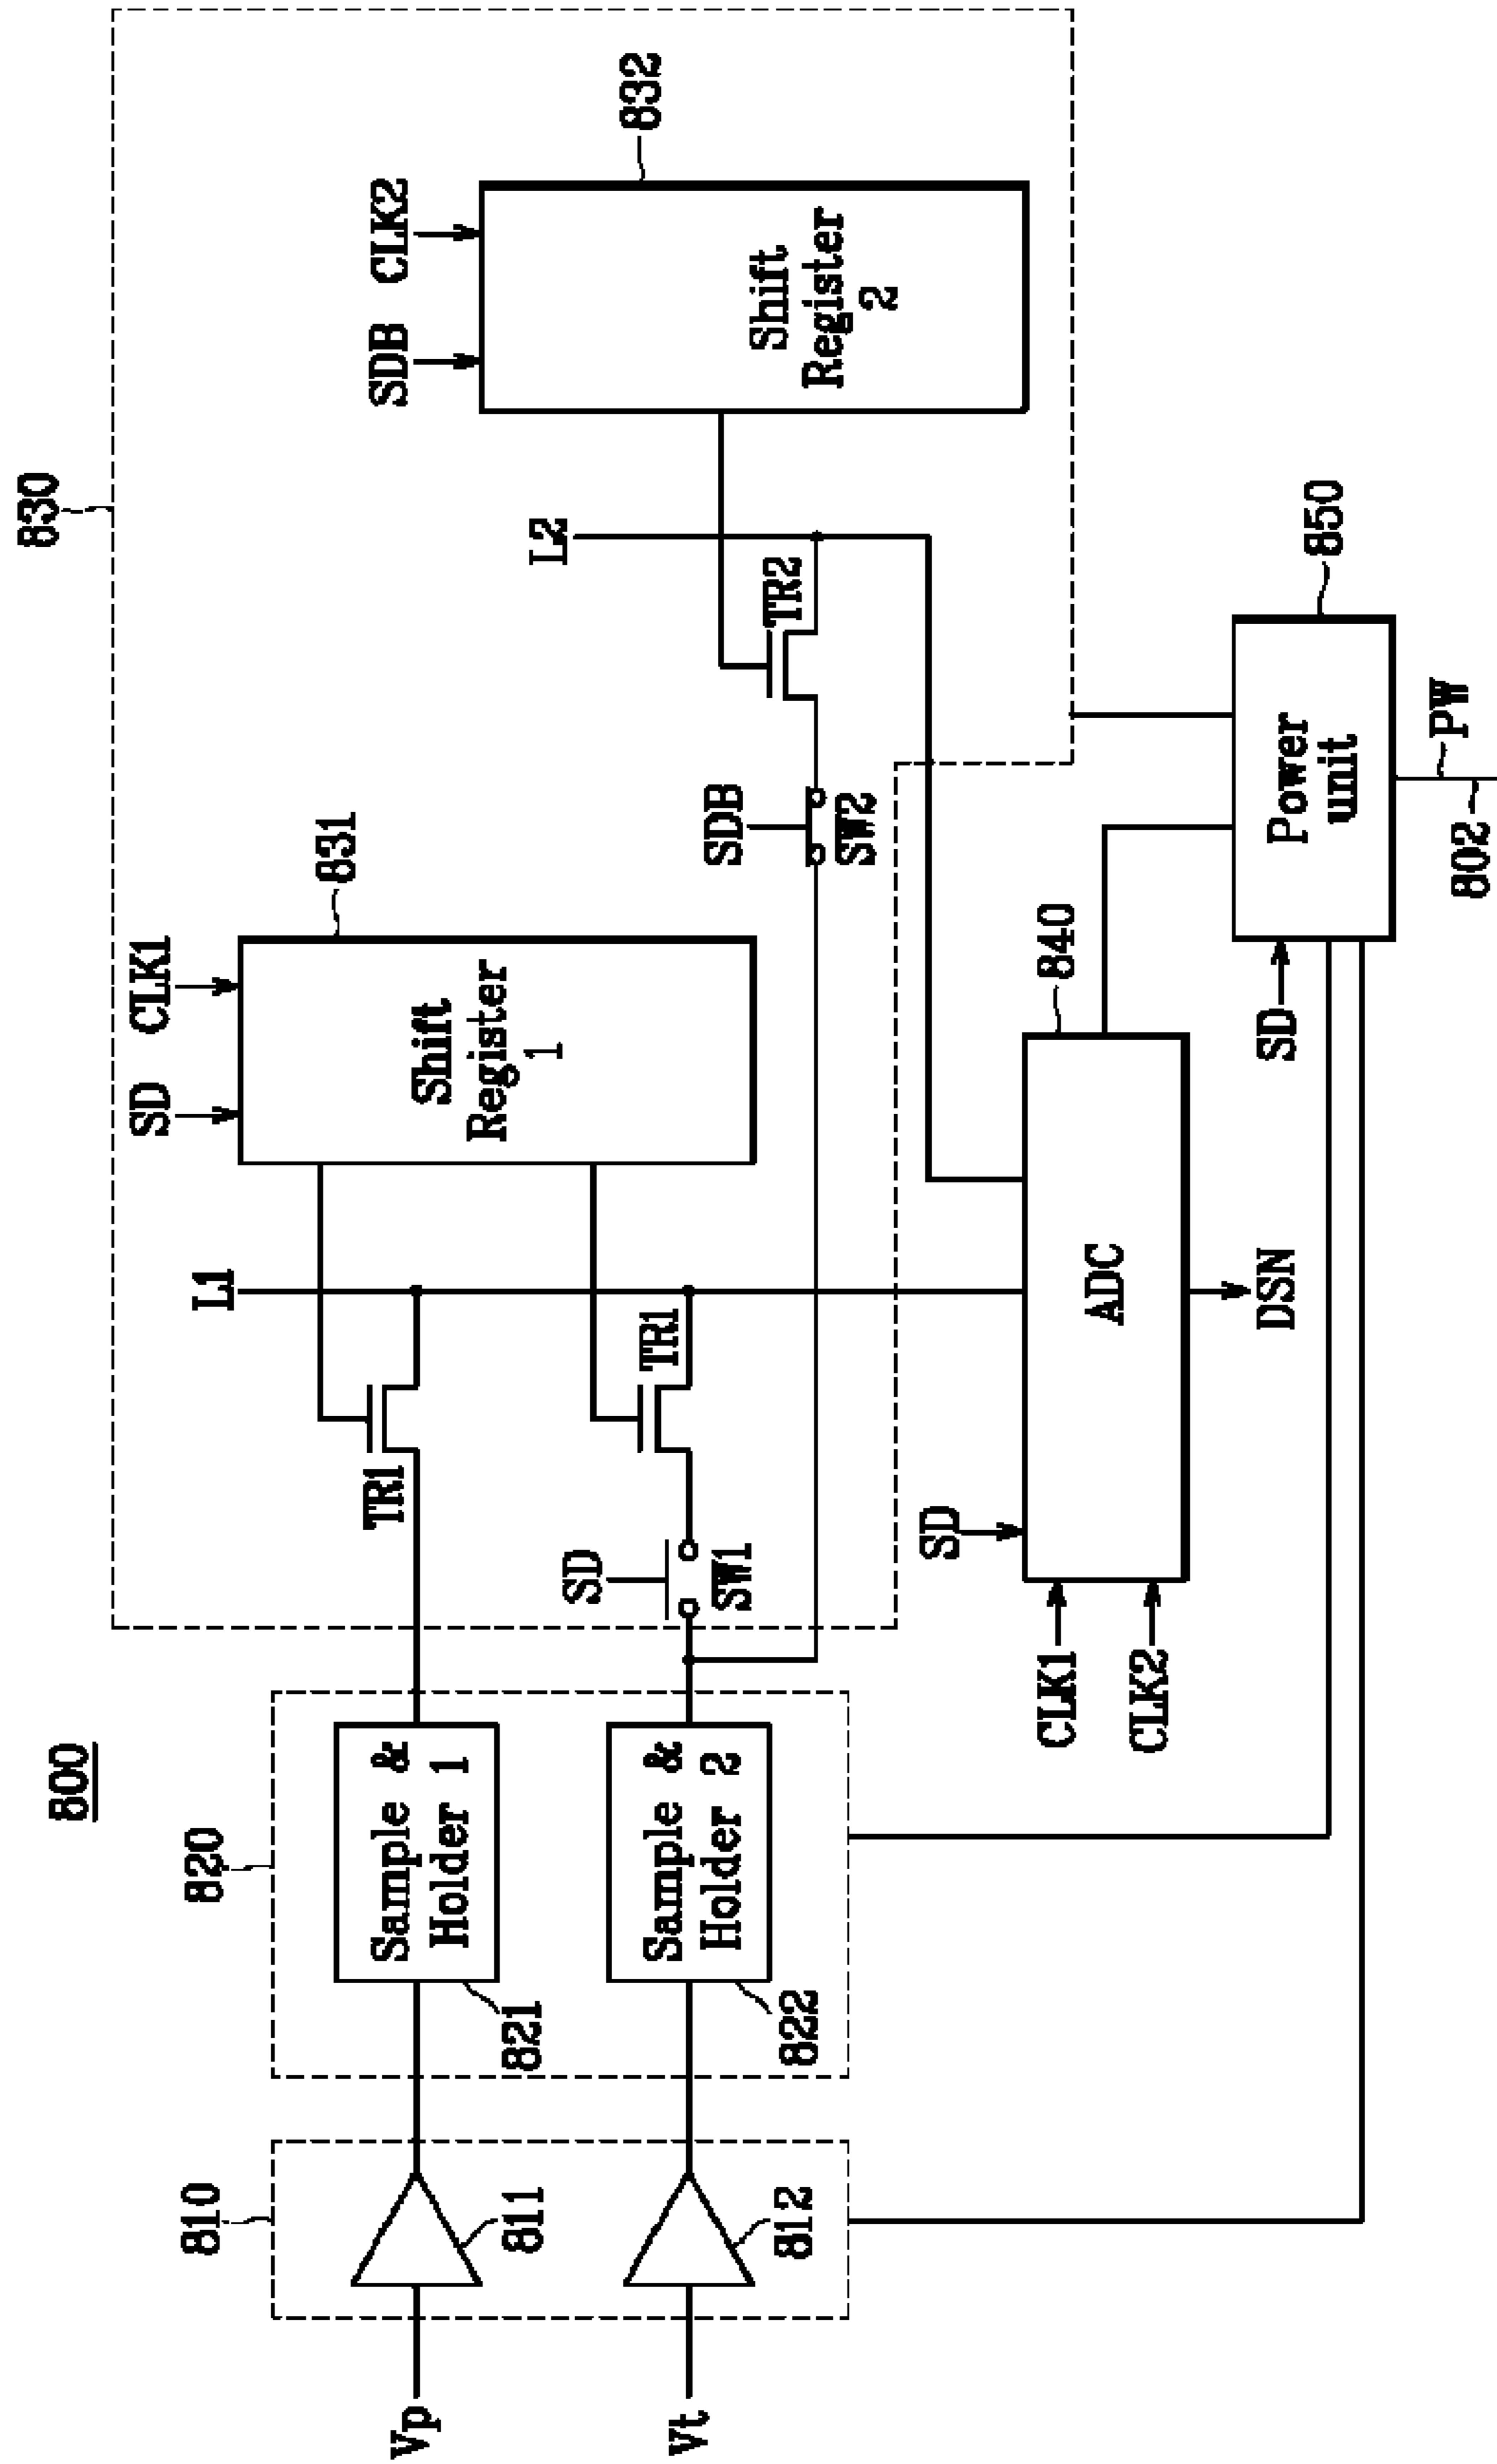 800
830
810
820
SD
CLK1
831
SDB
CLK2
832
Vp
811
Sample &
Holder 1
821
TR1
L1
Shift
Register
1
Vt
812
Sample &
Holder 2
822
SD
SW1
TR1
SDB
SW2
TR2
L2
Shift
Register
2
SD
CLK1
CLK2
ADC
840
DSN
SD
Power
unit
850
802
PW